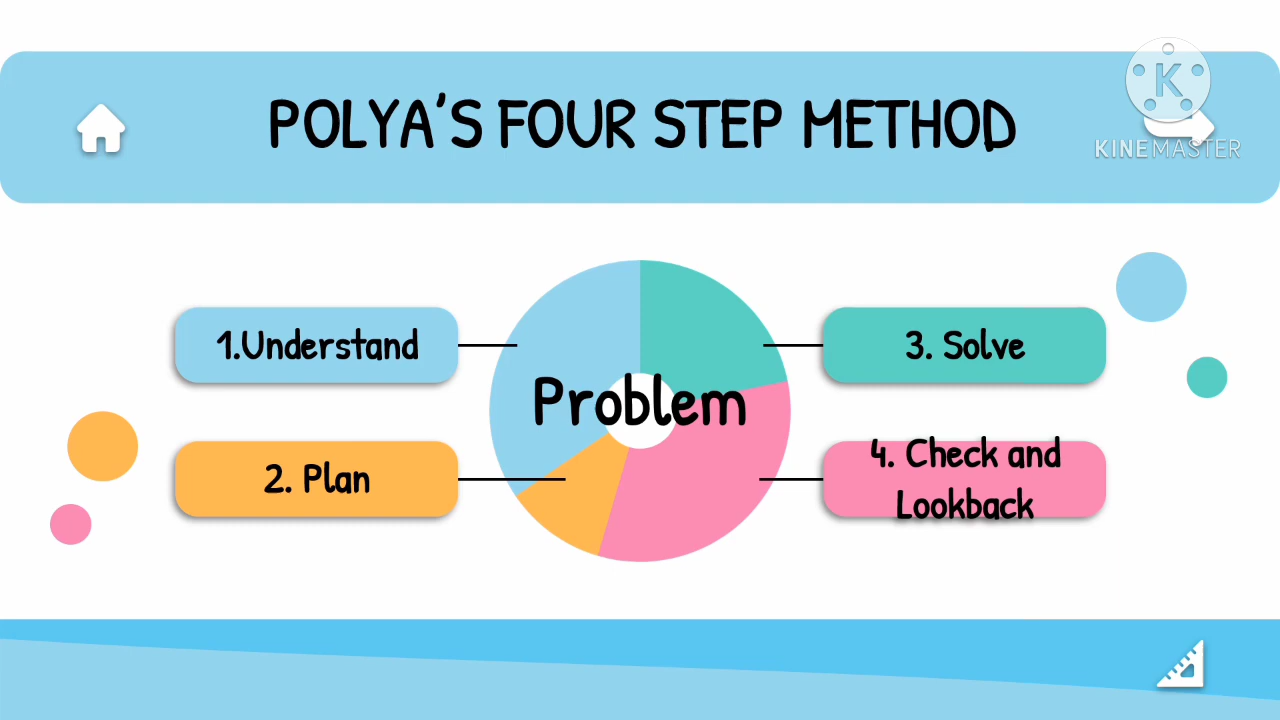 POLYA'S FOUR STEP METHOD
K
KINEMASTER
1.Understand
3. Solve
Problem
2. Plan
4. Check and
Lookback